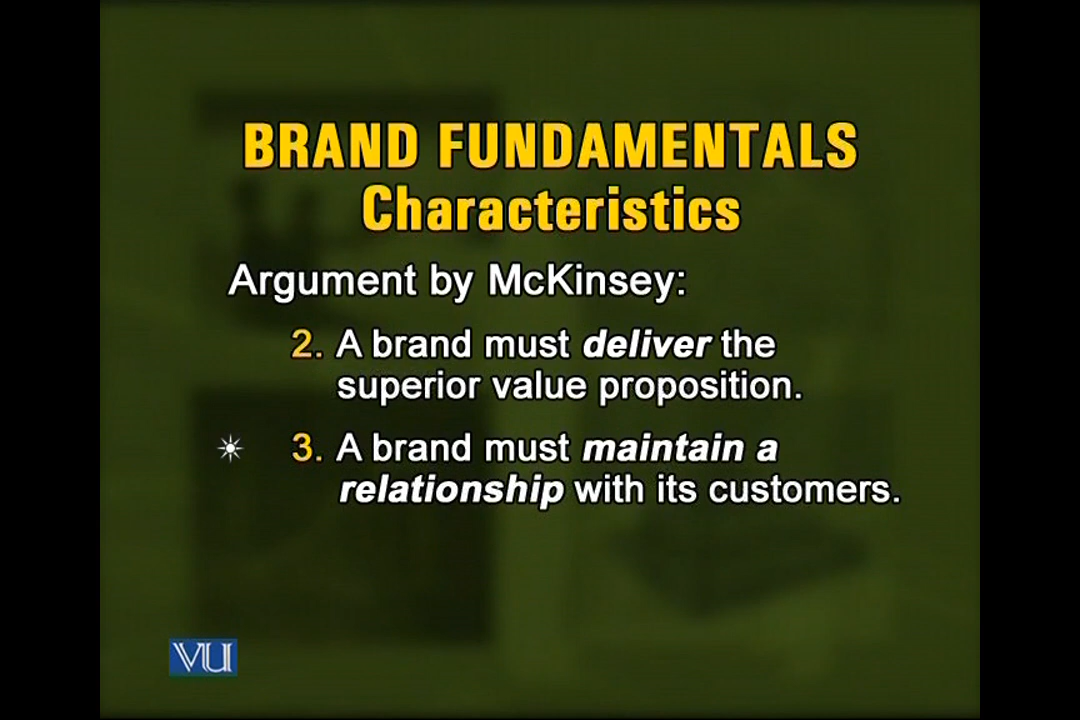 BRAND FUNDAMENTALS
Characteristics
Argument by McKinsey:
2. A brand must deliver the
superior value proposition.
3. A brand must maintain a
relationship with its customers.
VU